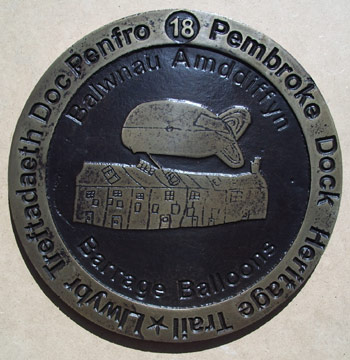 Llwybr Treftadaeth Doc Penfro 18 Pembroke Dock Heritage Trail
Balwnau Amddiffyn
Barrage Balloons